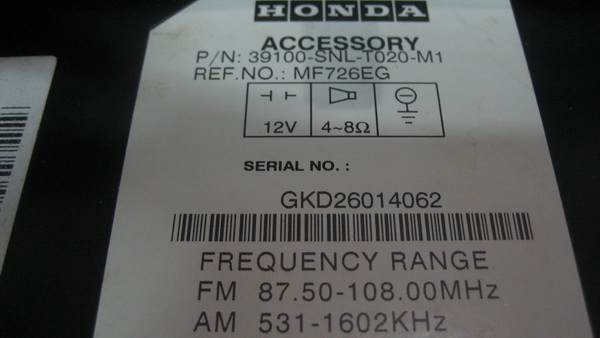 HONDA
ACCESSORY
P/N: 39100-SNL-T020-M1
REF.NO.: MF726EG
12V 4~8Ω
SERIAL NO. :
GKD26014062
FREQUENCY RANGE
FM 87.50-108.00MHz
AM 531-1602KHz